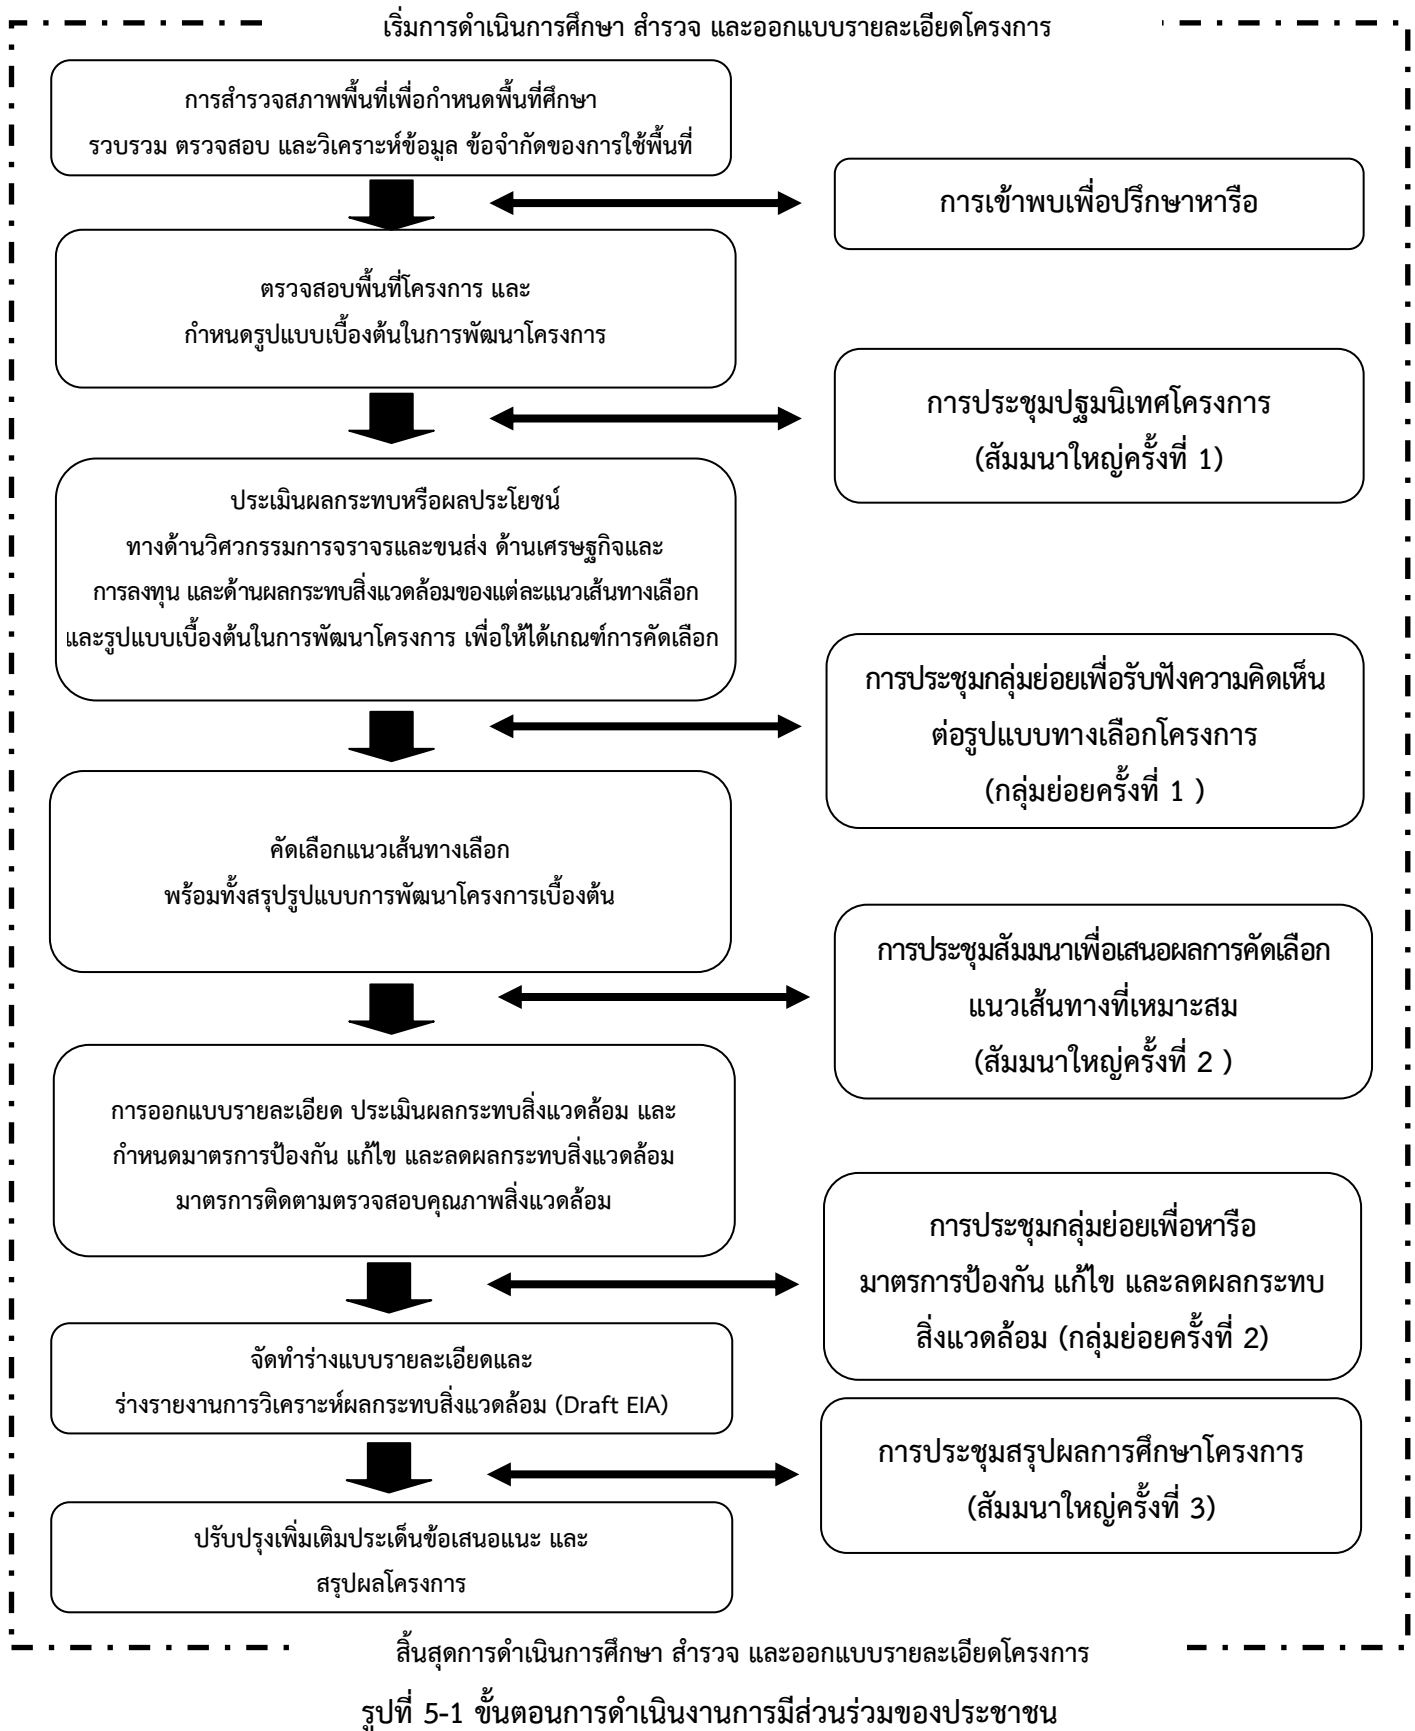 เริ่มการดำเนินการศึกษา สำรวจ และออกแบบรายละเอียดโครงการ
การสำรวจสภาพพื้นที่เพื่อกำหนดพื้นที่ศึกษา
รวบรวม ตรวจสอบ และวิเคราะห์ข้อมูล ข้อจำกัดของการใช้พื้นที่
การเข้าพบเพื่อปรึกษาหารือ
ตรวจสอบพื้นที่โครงการ และ
กำหนดรูปแบบเบื้องต้นในการพัฒนาโครงการ
การประชุมปฐมนิเทศโครงการ
(สัมมนาใหญ่ครั้งที่ 1)
ประเมินผลกระทบหรือผลประโยชน์
ทางด้านวิศวกรรมการจราจรและขนส่ง ด้านเศรษฐกิจและ
การลงทุน และด้านผลกระทบสิ่งแวดล้อมของแต่ละแนวเส้นทางเลือก
และรูปแบบเบื้องต้นในการพัฒนาโครงการ เพื่อให้ได้เกณฑ์การคัดเลือก
การประชุมกลุ่มย่อยเพื่อรับฟังความคิดเห็น
ต่อรูปแบบทางเลือกโครงการ
(กลุ่มย่อยครั้งที่ 1 )
คัดเลือกแนวเส้นทางเลือก
พร้อมทั้งสรุปรูปแบบการพัฒนาโครงการเบื้องต้น
การประชุมสัมมนาเพื่อเสนอผลการคัดเลือก
แนวเส้นทางที่เหมาะสม
(สัมมนาใหญ่ครั้งที่ 2 )
การออกแบบรายละเอียด ประเมินผลกระทบสิ่งแวดล้อม และ
กำหนดมาตรการป้องกัน แก้ไข และลดผลกระทบสิ่งแวดล้อม
มาตรการติดตามตรวจสอบคุณภาพสิ่งแวดล้อม
การประชุมกลุ่มย่อยเพื่อหารือ
มาตรการป้องกัน แก้ไข และลดผลกระทบ
สิ่งแวดล้อม (กลุ่มย่อยครั้งที่ 2)
จัดทำร่างแบบรายละเอียดและ
ร่างรายงานการวิเคราะห์ผลกระทบสิ่งแวดล้อม (Draft EIA)
การประชุมสรุปผลการศึกษาโครงการ
(สัมมนาใหญ่ครั้งที่ 3)
ปรับปรุงเพิ่มเติมประเด็นข้อเสนอแนะ และ
สรุปผลโครงการ
สิ้นสุดการดำเนินการศึกษา สำรวจ และออกแบบรายละเอียดโครงการ
รูปที่ 5-1 ขั้นตอนการดำเนินงานการมีส่วนร่วมของประชาชน